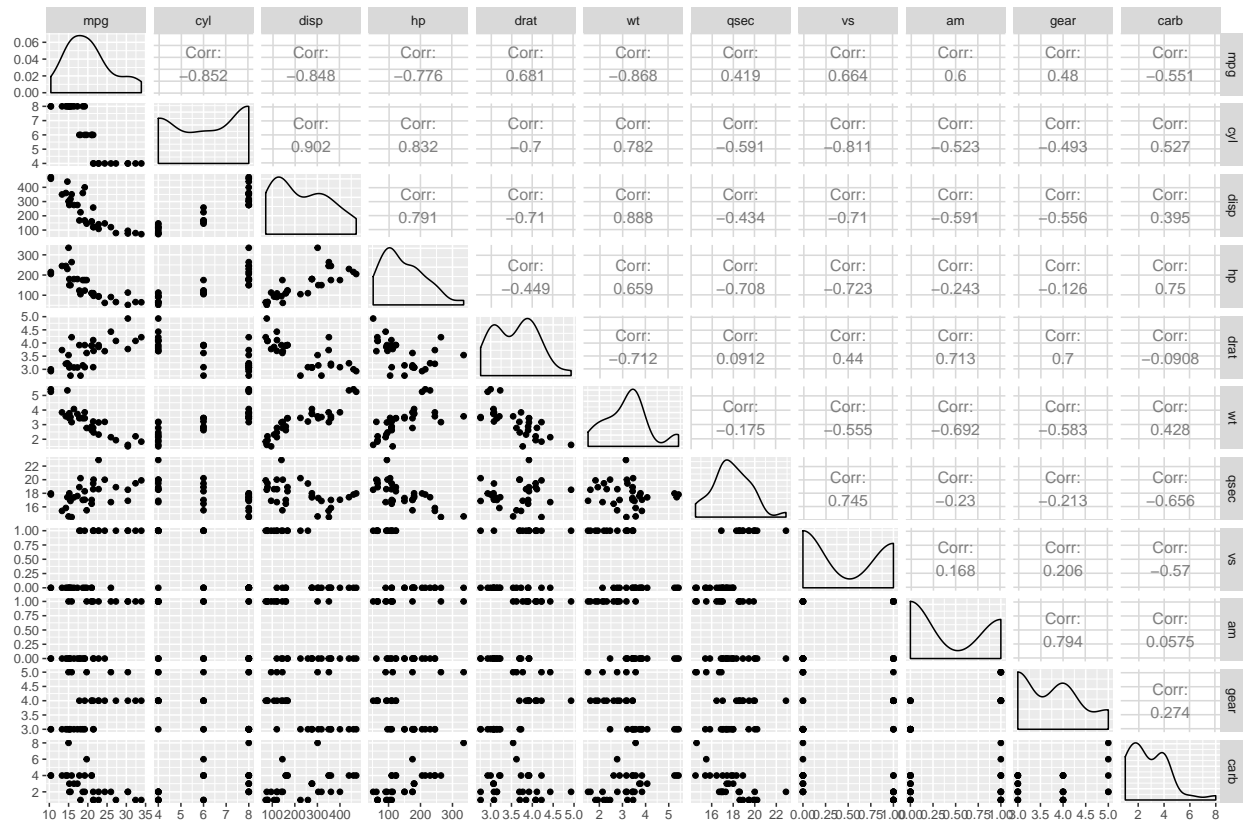 mpg cyl disp hp drat wt qsec vs am gear carb
0.06
0.04
0.02
0.00
Corr: Corr: Corr: Corr: Corr: Corr: Corr: Corr: Corr: Corr:
−0.852 −0.848 −0.776 0.681 −0.868 0.419 0.664 0.6 0.48 −0.551
mpg
8
7
6
5
4
Corr: Corr: Corr: Corr: Corr: Corr: Corr: Corr: Corr:
0.902 0.832 −0.7 0.782 −0.591 −0.811 −0.523 −0.493 0.527
cyl
400
300
200
100
Corr: Corr: Corr: Corr: Corr: Corr: Corr: Corr:
0.791 −0.71 0.888 −0.434 −0.71 −0.591 −0.556 0.395
disp
300
200
100
Corr: Corr: Corr: Corr: Corr: Corr: Corr:
−0.449 0.659 −0.708 −0.723 −0.243 −0.126 0.75
hp
5.0
4.5
4.0
3.5
3.0
Corr: Corr: Corr: Corr: Corr: Corr:
−0.712 0.0912 0.44 0.713 0.7 −0.0908
drat
5
4
3
2
Corr: Corr: Corr: Corr: Corr:
−0.175 −0.555 −0.692 −0.583 0.428
wt
22
20
18
16
Corr: Corr: Corr: Corr:
0.745 −0.23 −0.213 −0.656
qsec
1.00
0.75
0.50
0.25
0.00
Corr: Corr: Corr:
0.168 0.206 −0.57
vs
1.00
0.75
0.50
0.25
0.00
Corr: Corr:
0.794 0.0575
am
5.0
4.5
4.0
3.5
3.0
Corr:
0.274
gear
8
6
4
2
carb
10 15 20 25 30 35 4 5 6 7 8 100 200 300 400 100 200 300 3.0 3.5 4.0 4.5 5.0 2 3 4 5 16 18 20 22 0.00 0.25 0.50 0.75 1.00 0.00 0.25 0.50 0.75 1.00 3.0 3.5 4.0 4.5 5.0 2 4 6 8